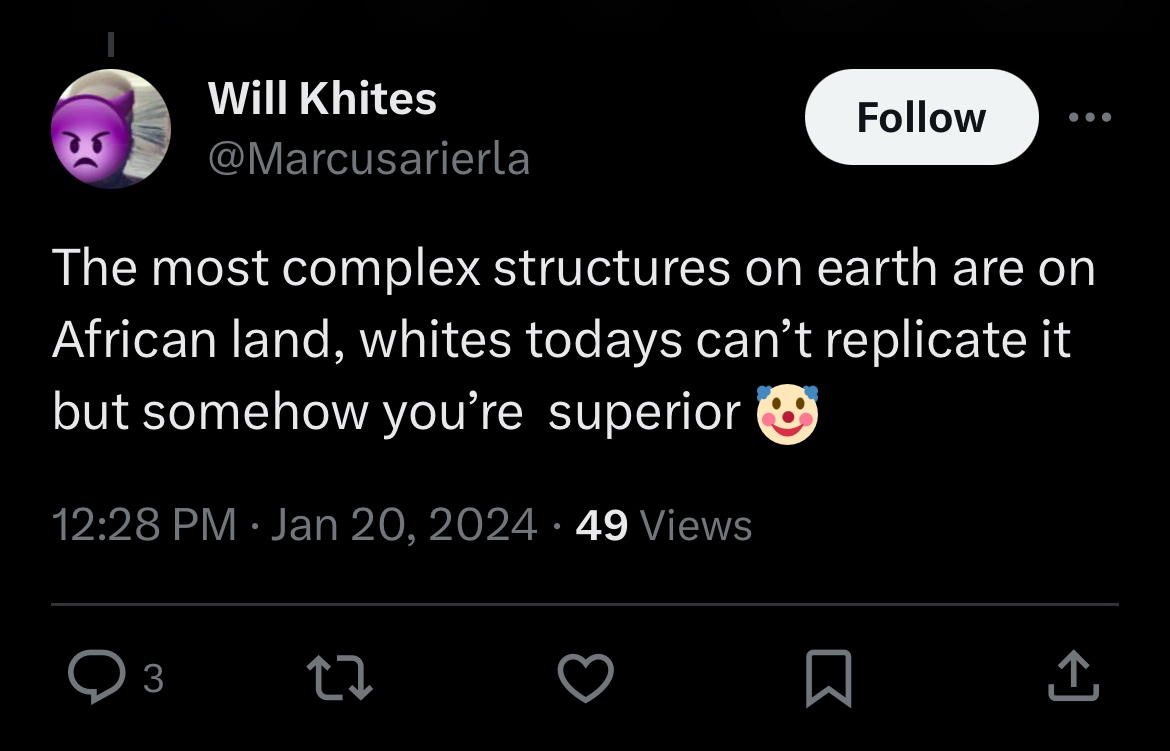 Will Khites
Follow
@Marcusarierla
The most complex structures on earth are on
African land, whites todays can’t replicate it
but somehow you’re  superior 🤡
12:28 PM · Jan 20, 2024 · 49 Views
3